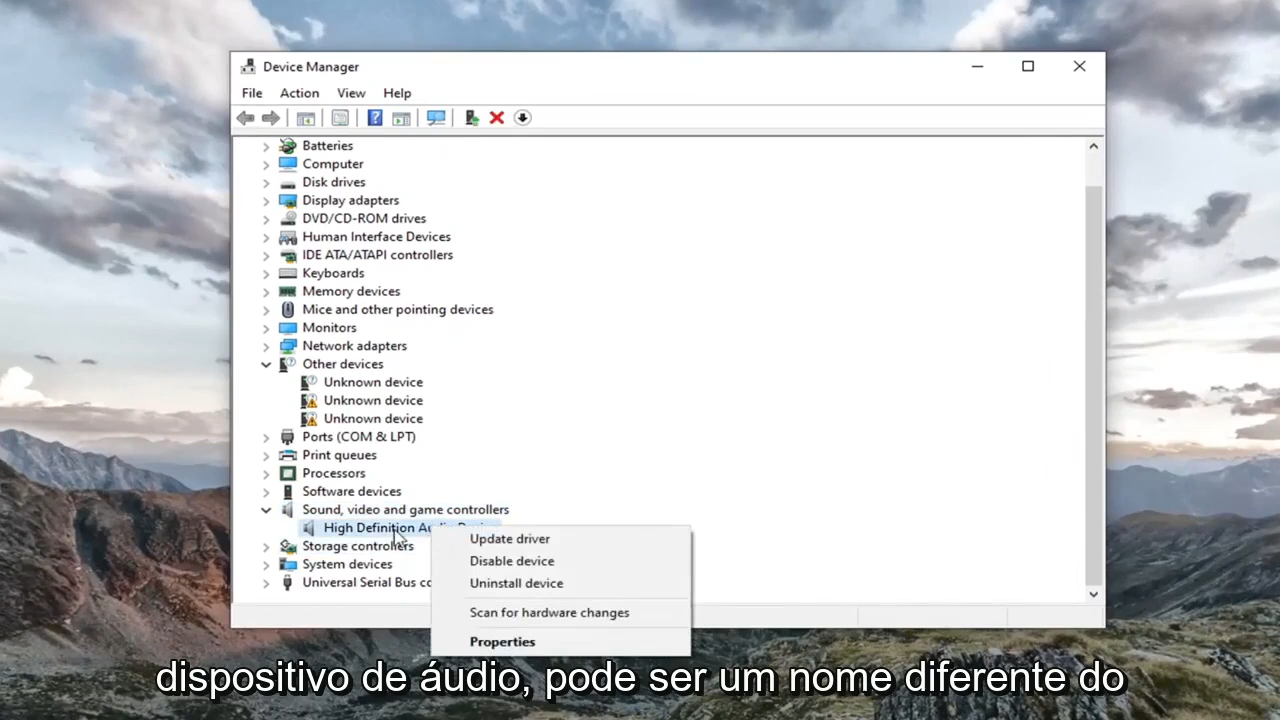 Device Manager
File Action View Help
Batteries
Computer
Disk drives
Display adapters
DVD/CD-ROM drives
Human Interface Devices
IDE ATA/ATAPI controllers
Keyboards
Memory devices
Mice and other pointing devices
Monitors
Network adapters
Other devices
Unknown device
Unknown device
Unknown device
Ports (COM & LPT)
Print queues
Processors
Software devices
Sound, video and game controllers
High Definition
Storage controllers
System devices
Universal Serial Bus
Update driver
Disable device
Uninstall device
Scan for hardware changes
Properties
dispositivo de áudio, pode ser um nome diferente do